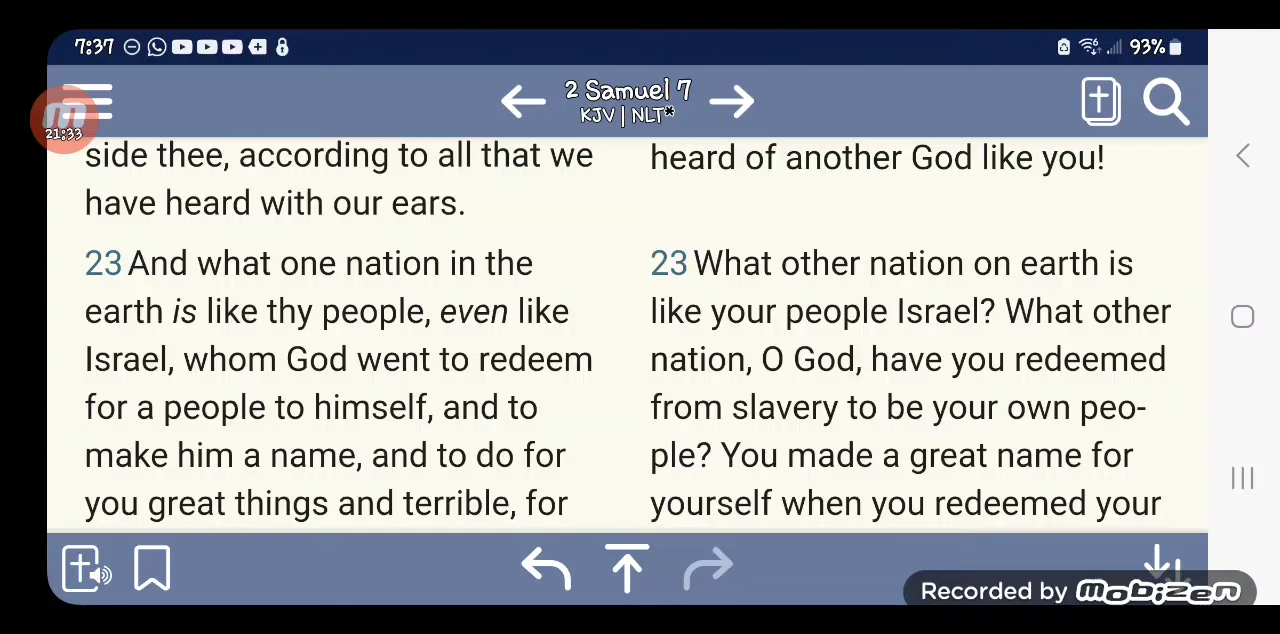 7:37
93%
2 Samuel 7
KJV | NLT*
21:33
side thee, according to all that we
have heard with our ears.
23 And what one nation in the
earth is like thy people, even like
Israel, whom God went to redeem
for a people to himself, and to
make him a name, and to do for
you great things and terrible, for
heard of another God like you!
23 What other nation on earth is
like your people Israel? What other
nation, O God, have you redeemed
from slavery to be your own peo-
ple? You made a great name for
yourself when you redeemed your
Recorded by MOBIZEN